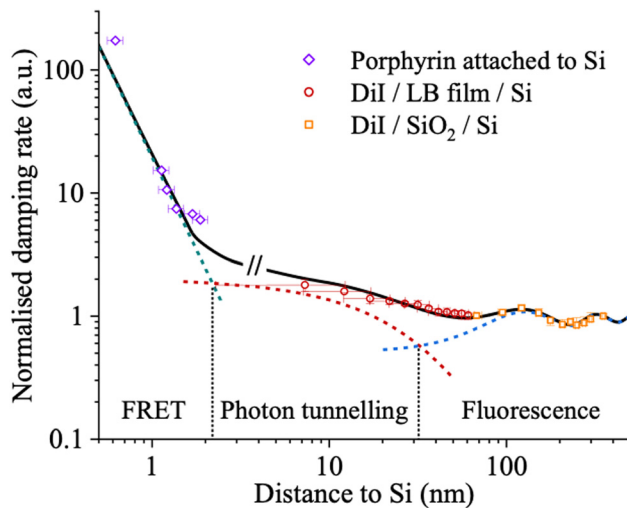 Normalised damping rate (a.u.)
100
10
1
0.1
Porphyrin attached to Si
DiI / LB film / Si
DiI / SiO₂ / Si
//
FRET
Photon tunnelling
Fluorescence
1
10
100
Distance to Si (nm)